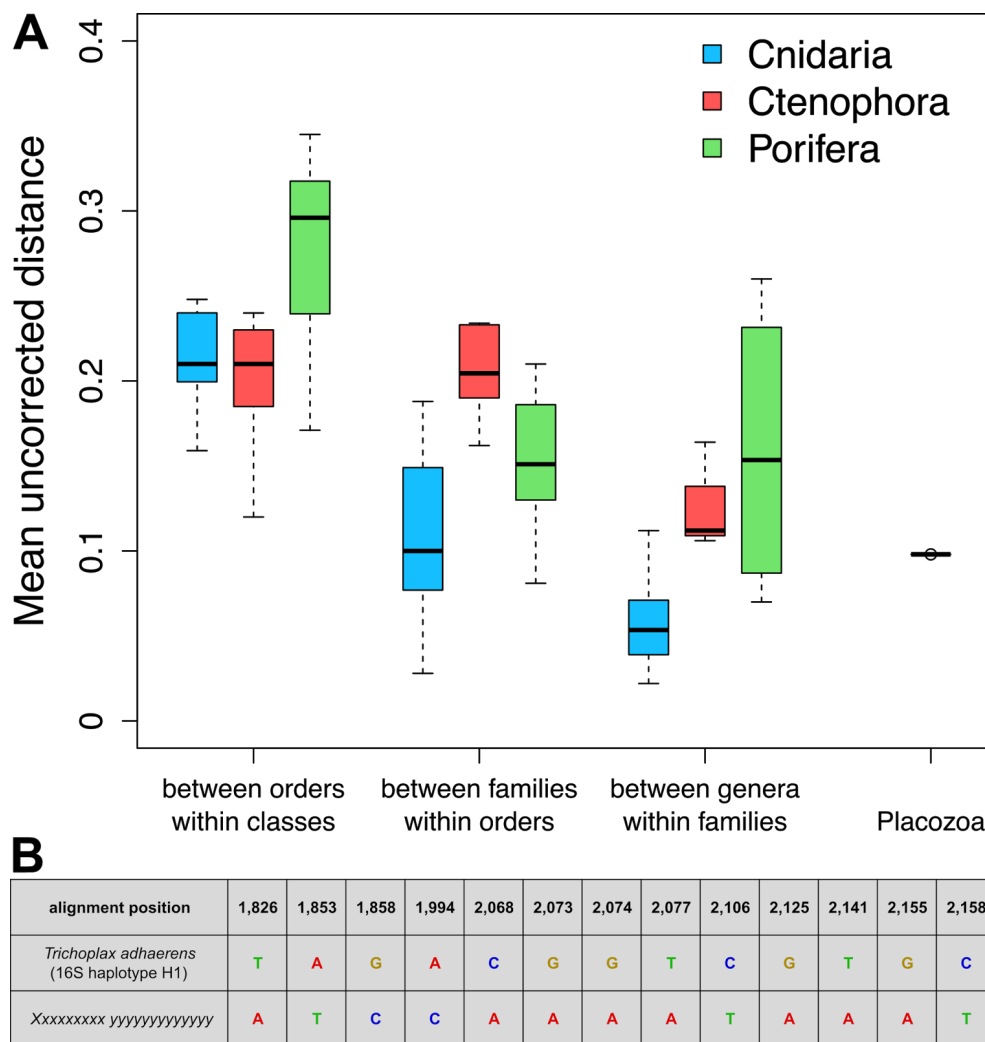 A
Cnidaria
Ctenophora
Porifera
Mean uncorrected distance
0.4
0.3
0.2
0.1
0
between orders within classes
between families within orders
between genera within families
Placozoa
B
alignment position 1,826 1,853 1,858 1,994 2,068 2,073 2,074 2,077 2,106 2,125 2,141 2,155 2,158
Trichoplax adhaerens
(16S haplotype H1) T A G A C G G T C G T G C
Xxxxxxxxx yyyyyyyyyyyyy A T C C A A A A T A A A T